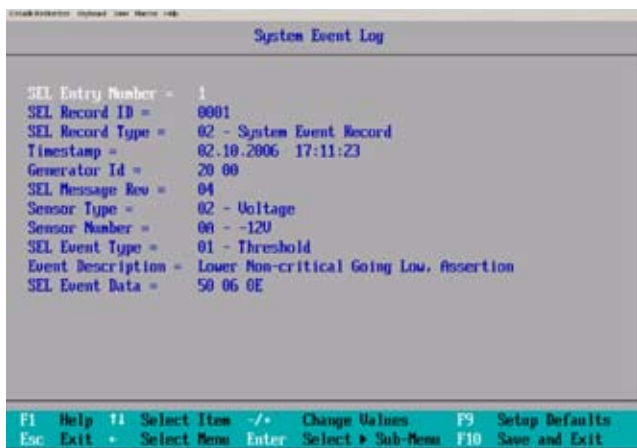 System Event Log
SEL Entry Number = 1
SEL Record ID = 0001
SEL Record Type = 02 - System Event Record
Timestamp = 02.10.2006 17:11:23
Generator Id = 20 00
SEL Message Rev = 04
Sensor Type = 02 - Voltage
Sensor Number = - -12V
SEL Event Type = 01 - Threshold
Event Description = Lower Non-critical Going Low, Assertion
SEL Event Data = 50 06 0E
F1 Help ↑↓ Select Item -/+ Change Values F9 Setup Defaults
Esc Exit Select Menu Enter Select ▶ Sub-Menu F10 Save and Exit